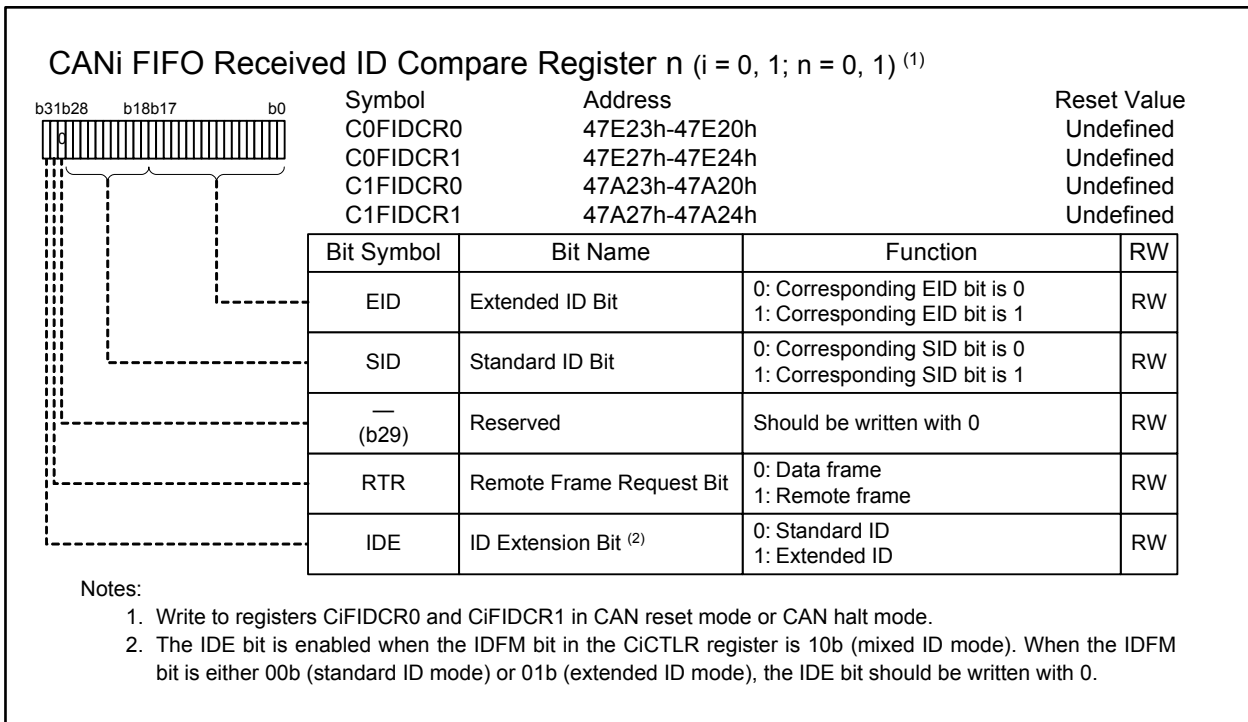 CANi FIFO Received ID Compare Register n (i = 0, 1; n = 0, 1) (1)
b31b28 b18b17 b0
0
Symbol Address Reset Value
C0FIDCR0 47E23h-47E20h Undefined
C0FIDCR1 47E27h-47E24h Undefined
C1FIDCR0 47A23h-47A20h Undefined
C1FIDCR1 47A27h-47A24h Undefined
Bit Symbol Bit Name Function RW
EID Extended ID Bit 0: Corresponding EID bit is 0 RW
1: Corresponding EID bit is 1
SID Standard ID Bit 0: Corresponding SID bit is 0 RW
1: Corresponding SID bit is 1
— Reserved Should be written with 0 RW
(b29)
RTR Remote Frame Request Bit 0: Data frame RW
1: Remote frame
IDE ID Extension Bit (2) 0: Standard ID RW
1: Extended ID
Notes:
1. Write to registers CiFIDCR0 and CiFIDCR1 in CAN reset mode or CAN halt mode.
2. The IDE bit is enabled when the IDFM bit in the CiCTLR register is 10b (mixed ID mode). When the IDFM
bit is either 00b (standard ID mode) or 01b (extended ID mode), the IDE bit should be written with 0.